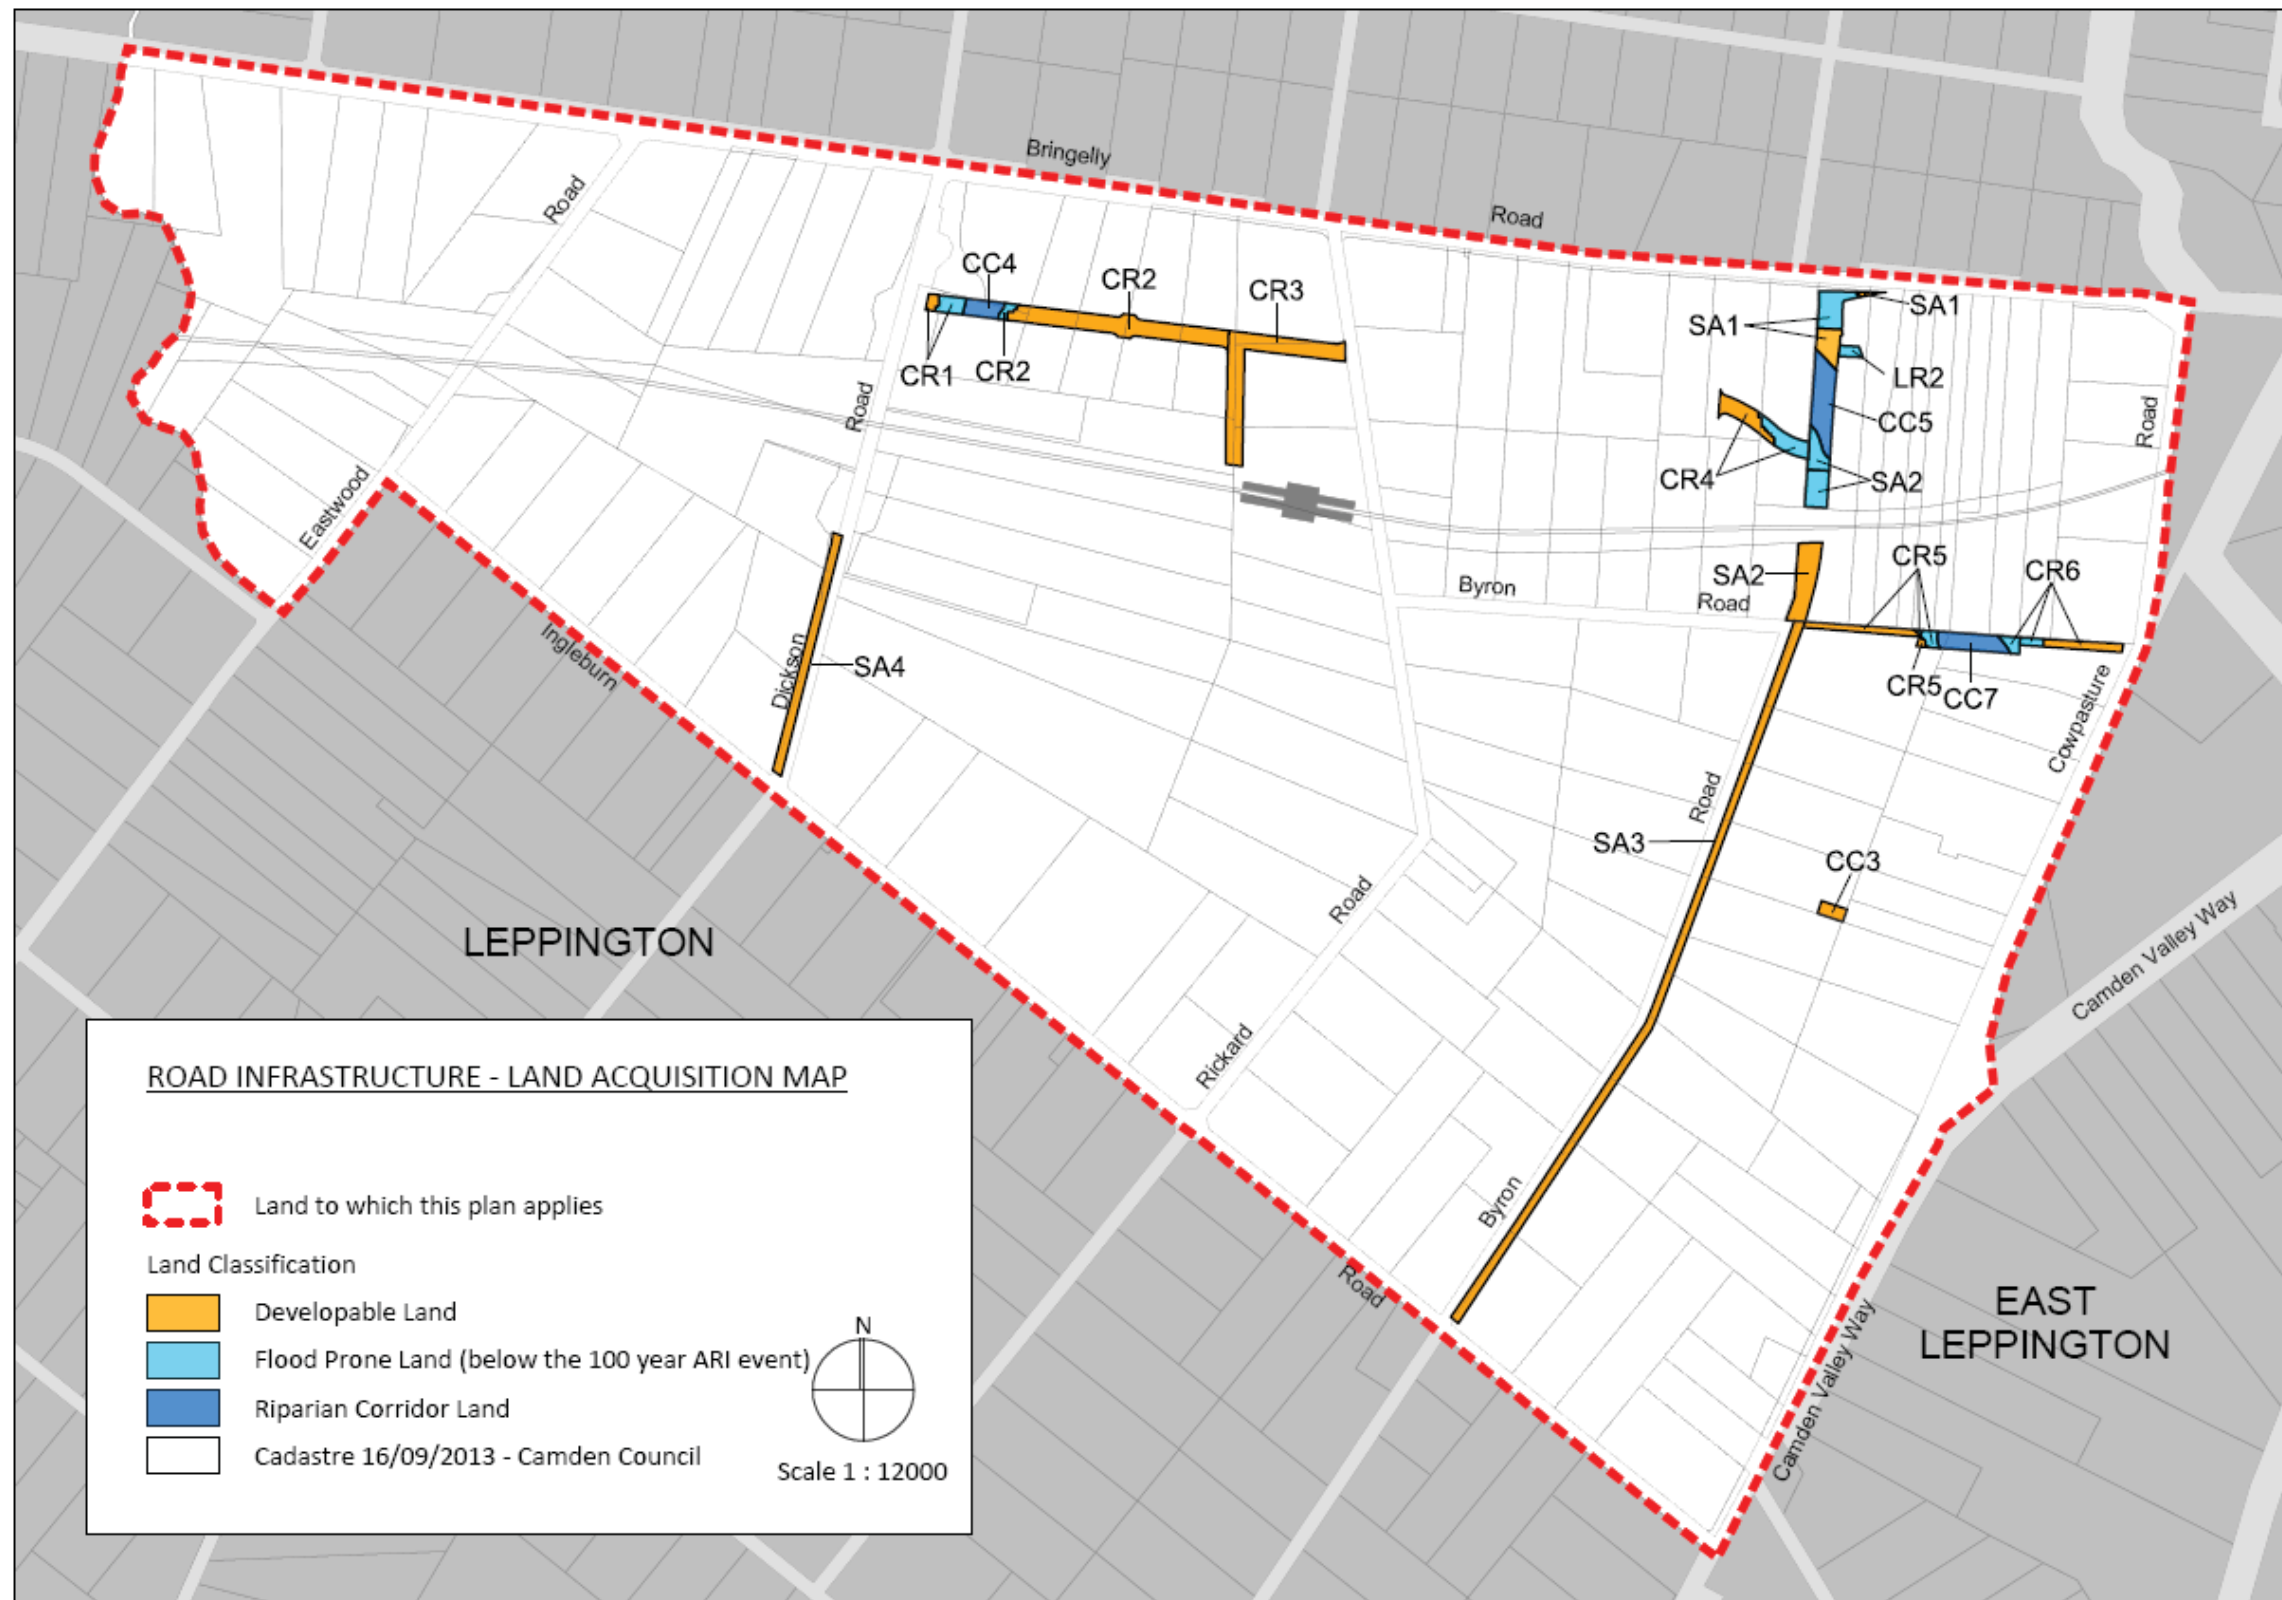 Bringelly
Road
Road
CC4
CR2
CR3
SA1
SA1
CR1
CR2
LR2
Road
CC5
Road
CR4
SA2
Eastwood
Byron
SA2
Road
CR5
CR6
Ingleburn
Dickson
SA4
CR5
CC7
Cowpasture
Road
SA3
CC3
Road
LEPPINGTON
Camden Valley Way
Rickard
Byron
Road
EAST
LEPPINGTON
Camden Valley Way
ROAD INFRASTRUCTURE - LAND ACQUISITION MAP
Land to which this plan applies
Land Classification
Developable Land
Flood Prone Land (below the 100 year ARI event)
Riparian Corridor Land
Cadastre 16/09/2013 - Camden Council
N
Scale 1 : 12000